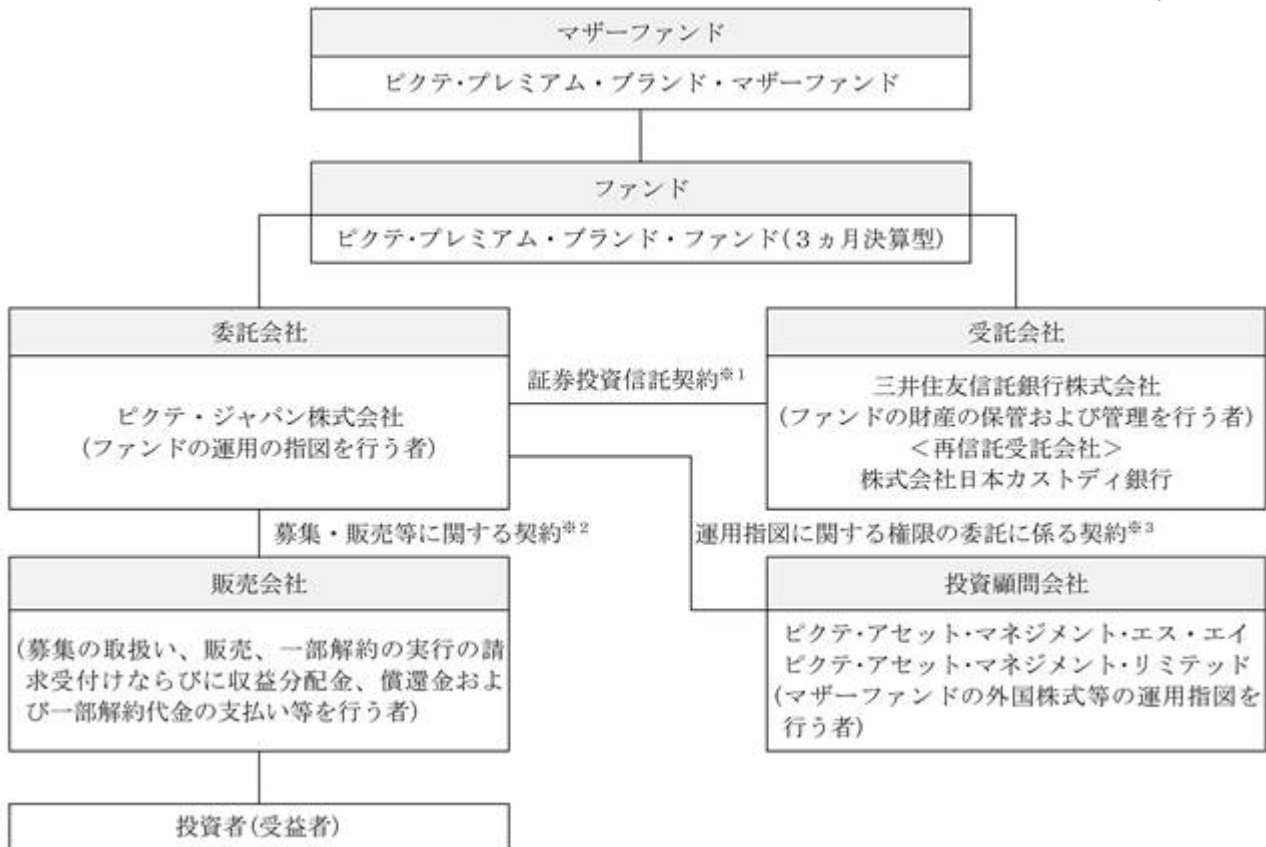 マザーファンド
ピクテ・プレミアム・ブランド・マザーファンド
ファンド
ピクテ・プレミアム・ブランド・ファンド(３ヵ月決算型)
委託会社
ピクテ・ジャパン株式会社
(ファンドの運用の指図を行う者)
証券投資信託契約※1
受託会社
三井住友信託銀行株式会社
(ファンドの財産の保管および管理を行う者)
＜再信託受託会社＞
株式会社日本カストディ銀行
募集・販売等に関する契約※2
運用指図に関する権限の委託に係る契約※3
販売会社
(募集の取扱い、販売、一部解約の実行の請
求受付けならびに収益分配金、償還金およ
び一部解約代金の支払い等を行う者)
投資顧問会社
ピクテ・アセット・マネジメント・エス・エイ
ピクテ・アセット・マネジメント・リミテッド
(マザーファンドの外国株式等の運用指図を
行う者)
投資者(受益者)